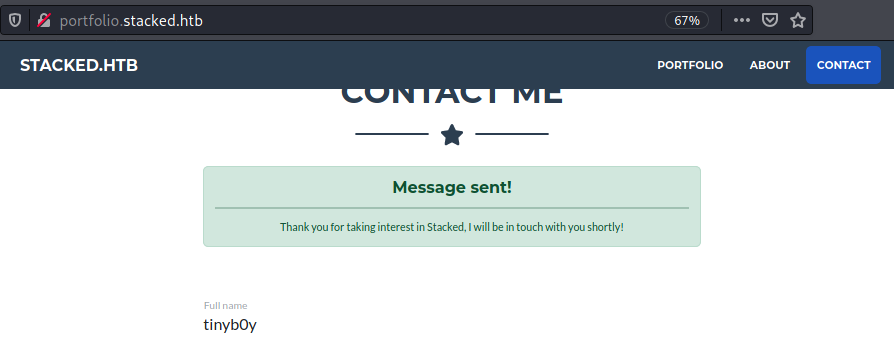 portfolio.stacked.htb 67%
STACKED.HTB PORTFOLIO ABOUT CONTACT
CONTACT ME
Message sent!
Thank you for taking interest in Stacked, I will be in touch with you shortly!
Full name
tinyb0y